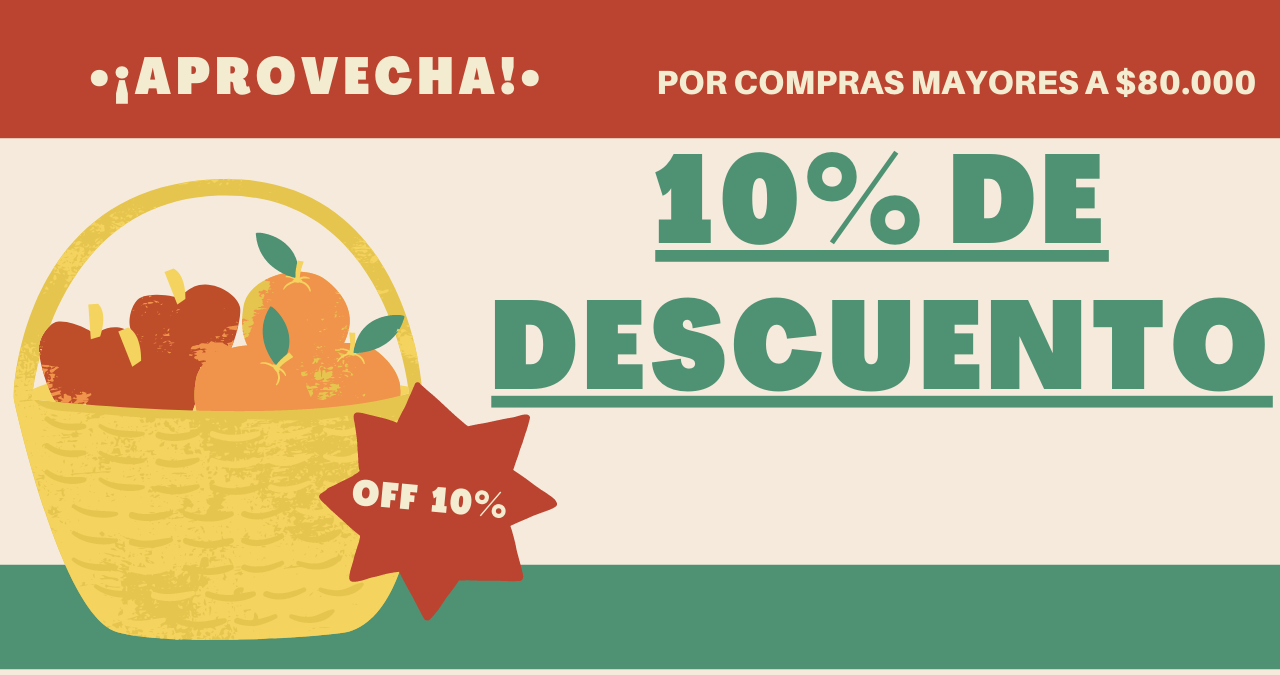 •¡APROVECHA!•
POR COMPRAS MAYORES A $80.000
10% DE
DESCUENTO
OFF 10%